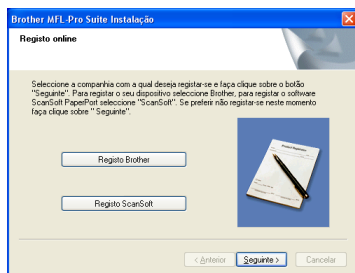 Brother MFL-Pro Suite Instalação
Registo online
Seleccione a companhia com a qual deseja registar-se e faça clique sobre o botão
"Seguinte". Para registar o seu dispositivo seleccione Brother, para registar o software
ScanSoft PaperPort seleccione "ScanSoft". Se preferir não registar-se neste momento
faça clique sobre " Seguinte".
Registo Brother
Registo ScanSoft
< Anterior
Seguinte >
Cancelar